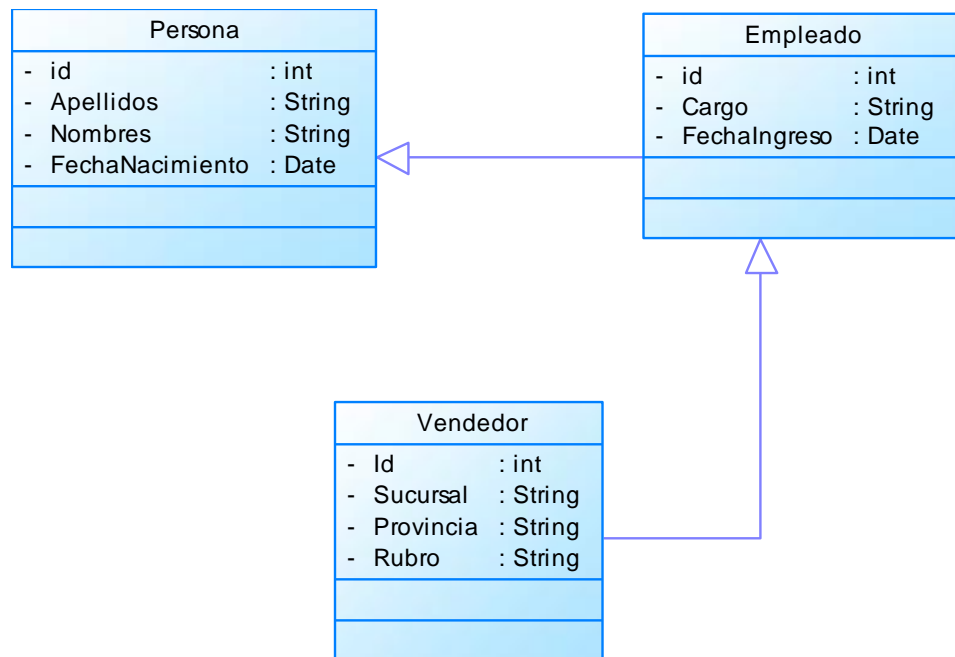 Persona
- id : int
- Apellidos : String
- Nombres : String
- FechaNacimiento : Date
Empleado
- id : int
- Cargo : String
- FechaIngreso : Date
Vendedor
- Id : int
- Sucursal : String
- Provincia : String
- Rubro : String